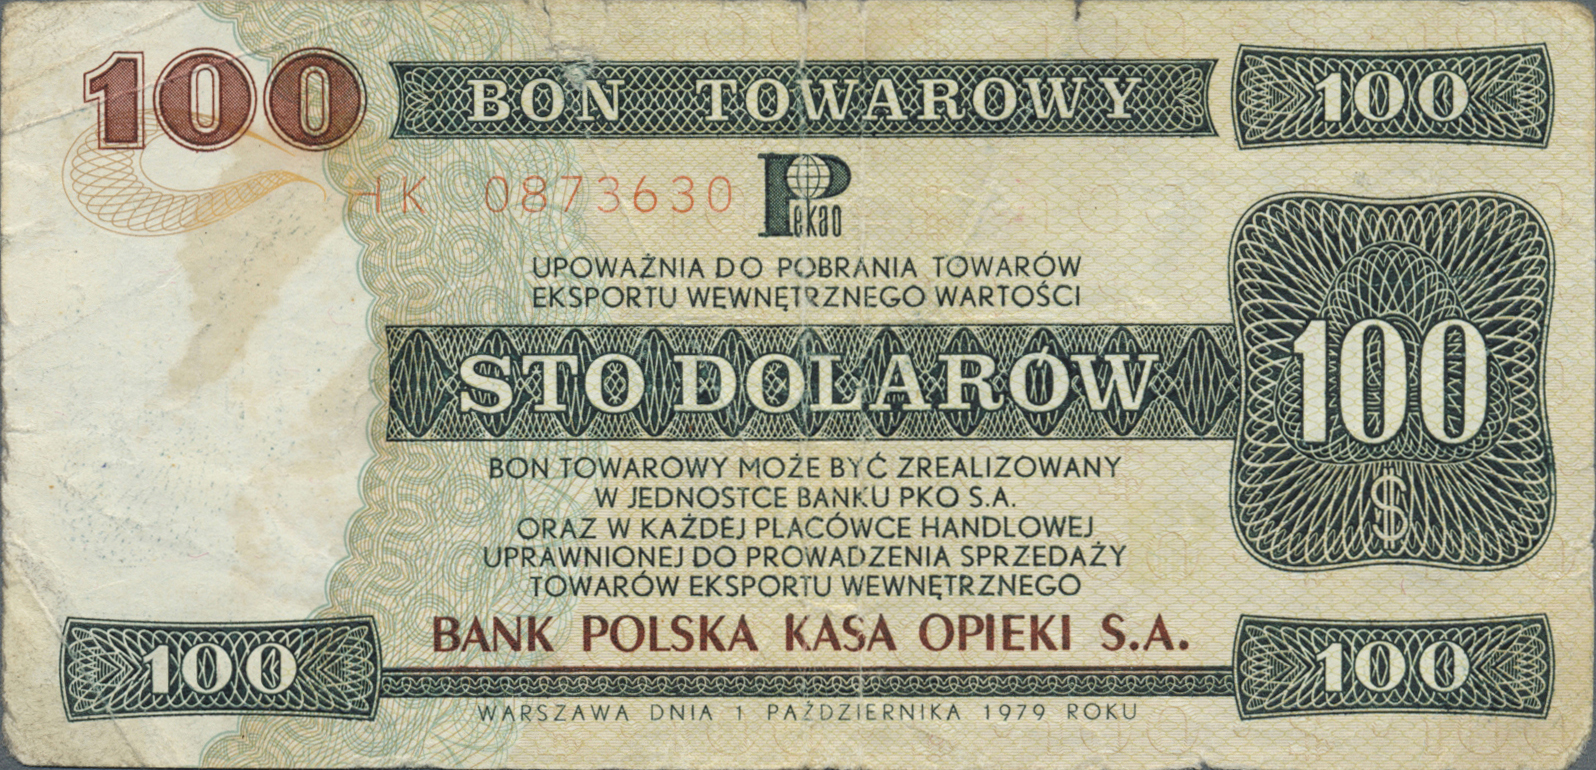 100
BON TOWAROWY
100
HK 0873630
Pekao
UPOWAŻNIA DO POBRANIA TOWARÓW
EKSPORTU WEWNĘTRZNEGO WARTOŚCI
STO DOLARÓW
100
$
BON TOWAROWY MOŻE BYĆ ZREALIZOWANY
W JEDNOSTCE BANKU PKO S.A.
ORAZ W KAŻDEJ PLACÓWCE HANDLOWEJ
UPRAWNIONEJ DO PROWADZENIA SPRZEDAŻY
TOWARÓW EKSPORTU WEWNĘTRZNEGO
BANK POLSKA KASA OPIEKI S.A.
100
100
WARSZAWA DNIA 1 PAŹDZIERNIKA 1979 ROKU